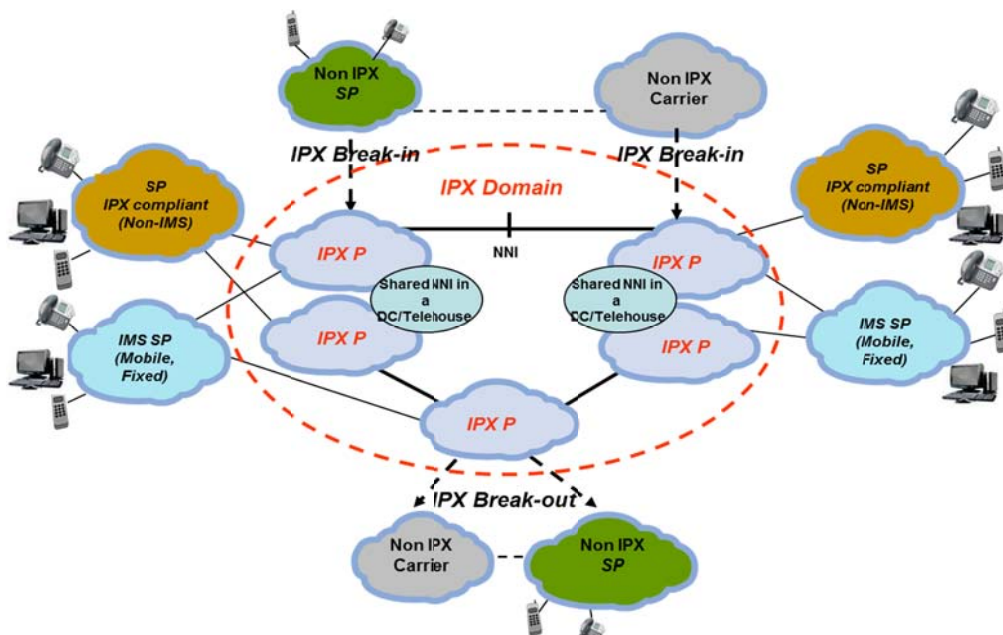 Non IPX
SP
Non IPX
Carrier
IPX Break-in
IPX Break-in
IPX Domain
SP
IPX compliant
(Non-IMS)
SP
IPX compliant
(Non-IMS)
IPX P
NNI
IPX P
Shared NNI in
a
DC/Telehouse
Shared NNI in
a
DC/Telehouse
IMS SP
(Mobile,
Fixed)
IPX P
IPX P
IMS SP
(Mobile,
Fixed)
IPX P
IPX Break-out
Non IPX
Carrier
Non IPX
SP